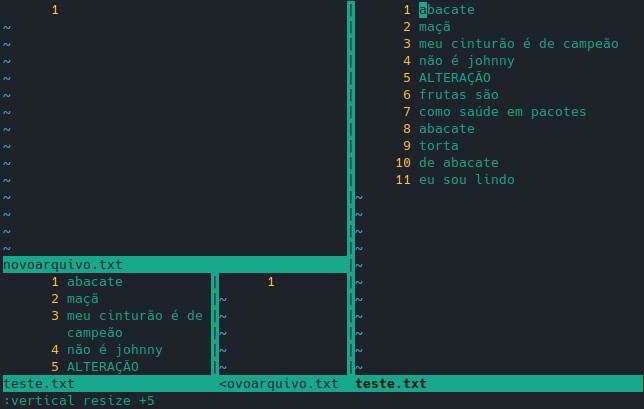 1
~
~
~
~
~
~
~
~
~
~
~
~
~
~
novoarquivo.txt
1 abacate
2 maçã
3 meu cinturão é de
campeão
4 não é johnny
5 ALTERAÇÃO
teste.txt
1
~
~
~
~
~
<ovoarquivo.txt
1 abacate
2 maçã
3 meu cinturão é de campeão
4 não é johnny
5 ALTERAÇÃO
6 frutas são
7 como saúde em pacotes
8 abacate
9 torta
10 de abacate
11 eu sou lindo
~
~
~
~
~
~
~
~
~
~
~
teste.txt
:vertical resize +5